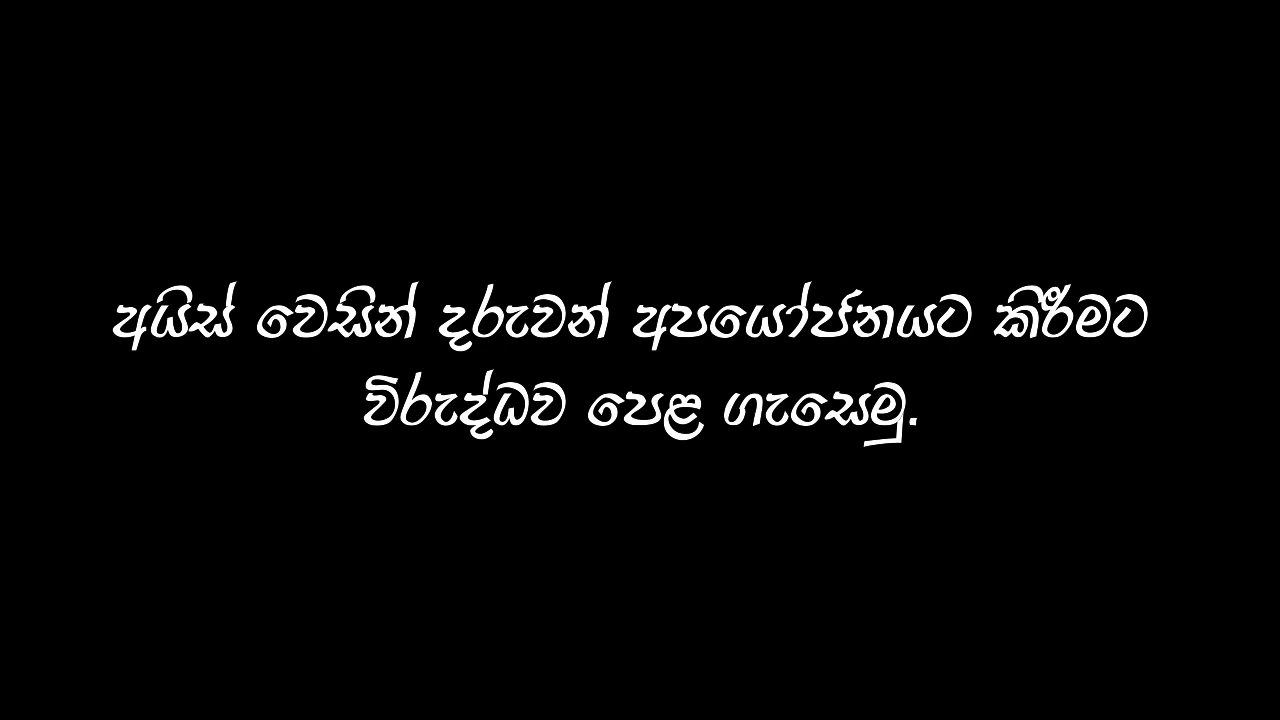 අයිස් වෙසින් දරුවන් අපයෝජනයට කිරීමට
විරුද්ධව පෙළ ගැසෙමු.